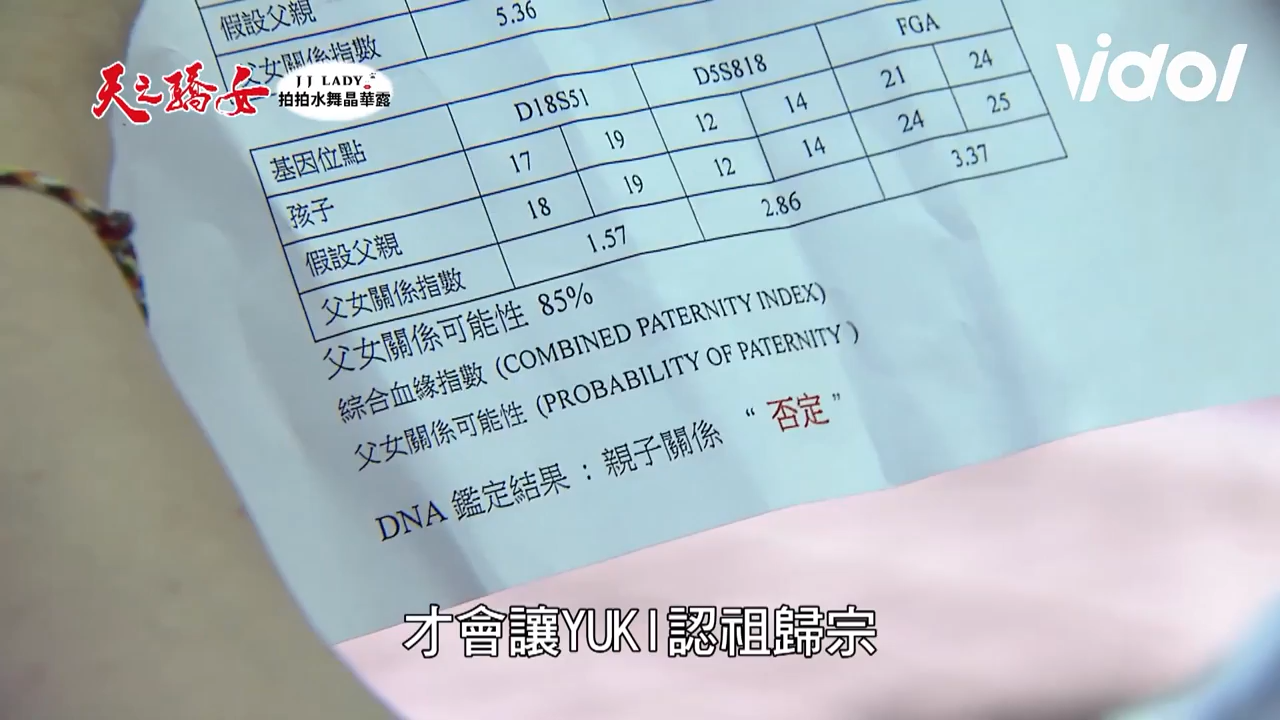 假設父親 5.36
父女關係指數
天之驕女
JJ LADY
拍拍水舞晶華露
vidol
基因位點 D18S51 D5S818 FGA
孩子 17 19 12 14 21 24
假設父親 18 19 12 14 24 25
父女關係指數 1.57 2.86 3.37
父女關係可能性 85%
綜合血緣指數 (COMBINED PATERNITY INDEX)
父女關係可能性 (PROBABILITY OF PATERNITY )
DNA 鑑定結果 : 親子關係 “ 否定 ”
才會讓YUKI認祖歸宗